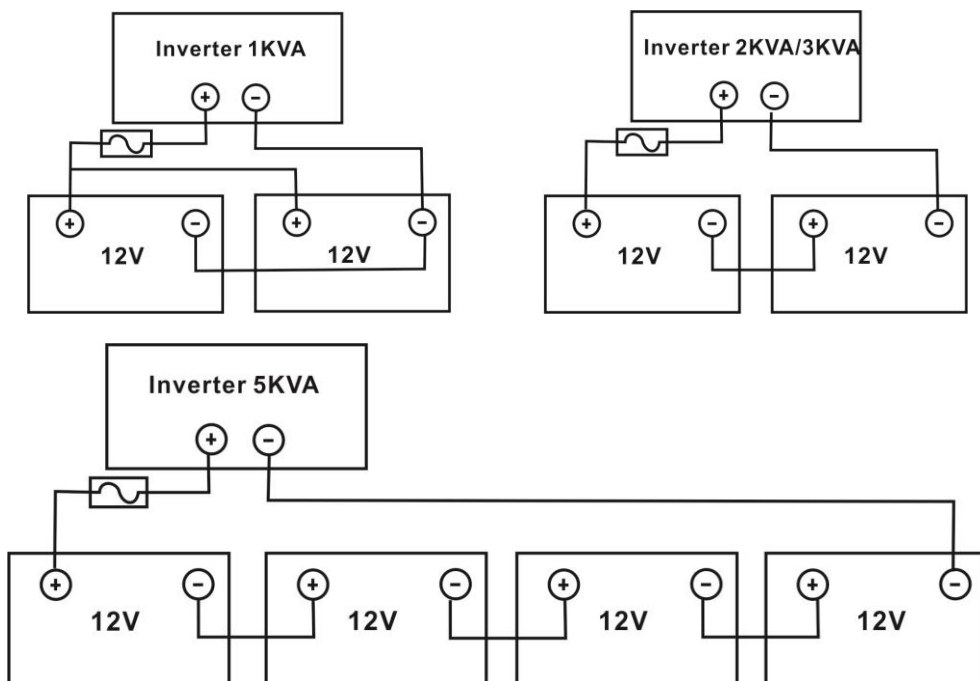 Inverter 1KVA
+ -
+ - + -
12V 12V
Inverter 2KVA/3KVA
+ -
+ - + -
12V 12V
Inverter 5KVA
+ -
+ - + - + - + -
12V 12V 12V 12V